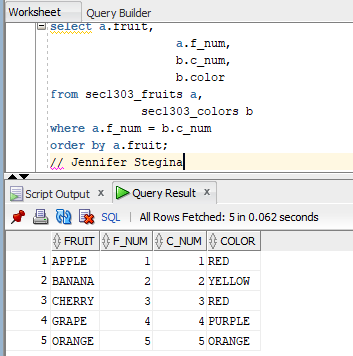 Worksheet Query Builder
select a.fruit,
a.f_num,
b.c_num,
b.color
from sec1303_fruits a,
sec1303_colors b
where a.f_num = b.c_num
order by a.fruit;
// Jennifer Stegina
Script Output x Query Result x
SQL | All Rows Fetched: 5 in 0.062 seconds
FRUIT F_NUM C_NUM COLOR
1 APPLE 1 1 RED
2 BANANA 2 2 YELLOW
3 CHERRY 3 3 RED
4 GRAPE 4 4 PURPLE
5 ORANGE 5 5 ORANGE